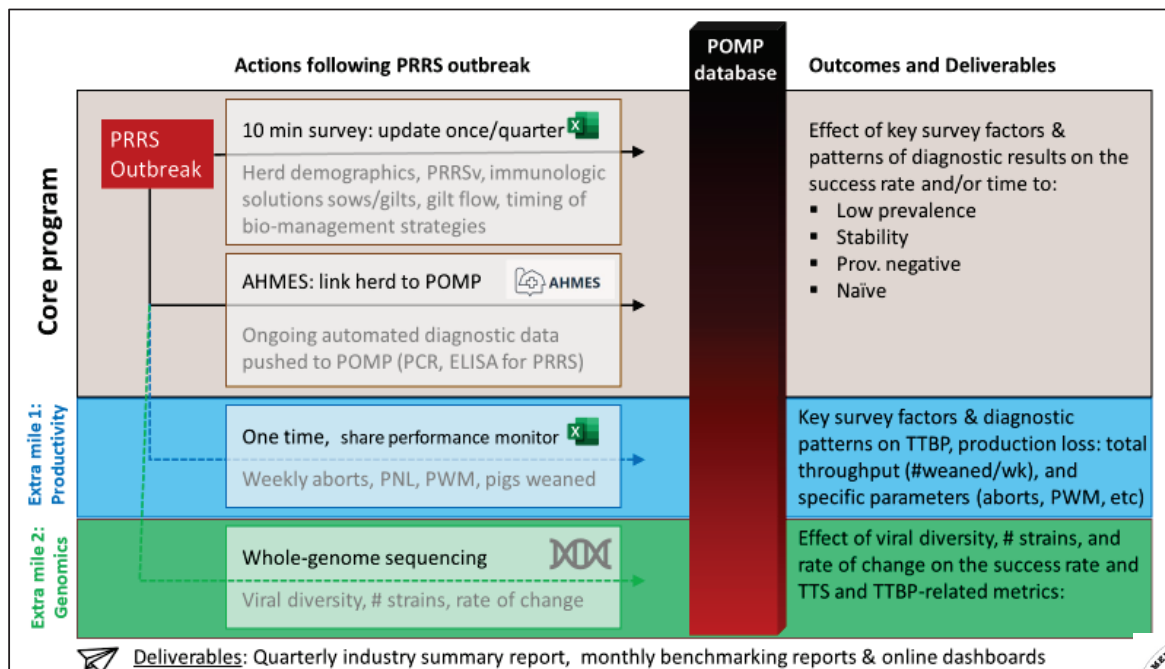 Actions following PRRS outbreak
POMP
database
Outcomes and Deliverables
Core program
PRRS
Outbreak
10 min survey: update once/quarter
Herd demographics, PRRSv, immunologic
solutions sows/gilts, gilt flow, timing of
bio-management strategies
AHMES: link herd to POMP
AHMES
Ongoing automated diagnostic data
pushed to POMP (PCR, ELISA for PRRS)
Effect of key survey factors &
patterns of diagnostic results on the
success rate and/or time to:
▪ Low prevalence
▪ Stability
▪ Prov. negative
▪ Naïve
Extra mile 1:
Productivity
One time, share performance monitor
Weekly aborts, PNL, PWM, pigs weaned
Key survey factors & diagnostic
patterns on TTBP, production loss: total
throughput (#weaned/wk), and
specific parameters (aborts, PWM, etc)
Extra mile 2:
Genomics
Whole-genome sequencing
Viral diversity, # strains, rate of change
Effect of viral diversity, # strains, and
rate of change on the success rate and
TTS and TTBP-related metrics:
Deliverables: Quarterly industry summary report, monthly benchmarking reports & online dashboards